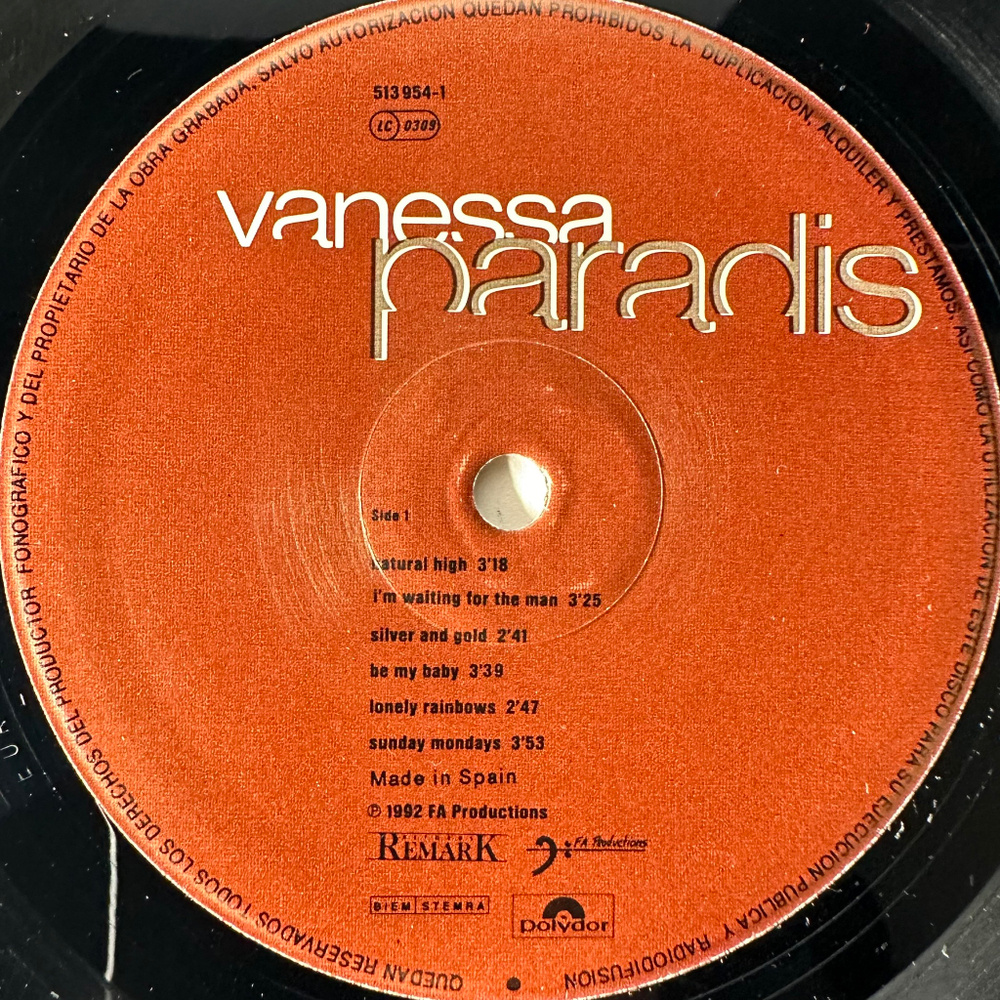 513 954-1
LC 0309
vanessa
paradis
Side 1
natural high 3'18
i'm waiting for the man 3'25
silver and gold 2'41
be my baby 3'39
lonely rainbows 2'47
sunday mondays 3'53
Made in Spain
℗ 1992 FA Productions
REMARK
FA Productions
BIEM STEMRA
polydor
QUEDAN RESERVADOS TODOS LOS DERECHOS DEL PRODUCTOR FONOGRAFICO Y DEL PROPIETARIO DE LA OBRA GRABADA, SALVO AUTORIZACION QUEDAN PROHIBIDOS LA DUPLICACION, ALQUILER Y PRESTAMOS, ASI COMO LA UTILIZACION DE ESTE DISCO PARA SU EJECUCION PUBLICA Y RADIODIFUSION